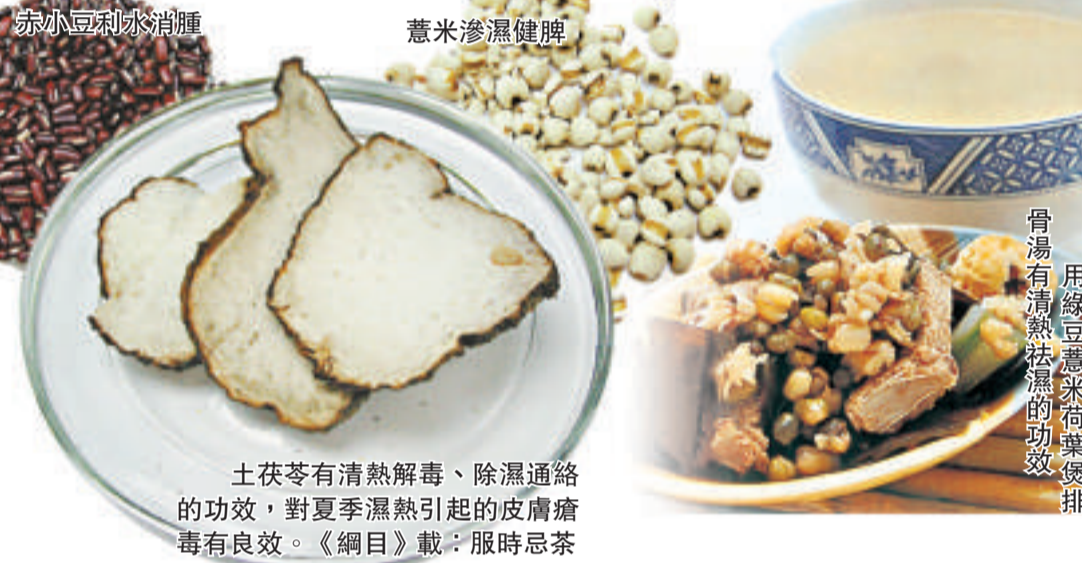 赤小豆利水消腫
薏米滲濕健脾
用綠豆薏米荷葉煲排
骨湯有清熱祛濕的功效
土茯苓有清熱解毒、除濕通絡
的功效，對夏季濕熱引起的皮膚瘡
毒有良效。《綱目》載：服時忌茶